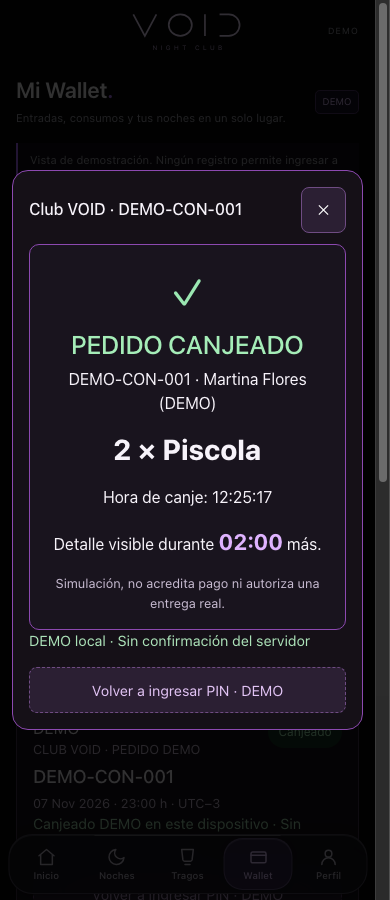 VOID
NIGHT CLUB
DEMO
Mi Wallet.
DEMO
Entradas, consumos y tus noches en un solo lugar.
Vista de demostración. Ningún registro permite ingresar a
Club VOID · DEMO-CON-001
×
PEDIDO CANJEADO
DEMO-CON-001 · Martina Flores
(DEMO)
2 × Piscola
Hora de canje: 12:25:17
Detalle visible durante 02:00 más.
Simulación, no acredita pago ni autoriza una
entrega real.
DEMO local · Sin confirmación del servidor
Volver a ingresar PIN · DEMO
DEMO
Canjeado
CLUB VOID · PEDIDO DEMO
DEMO-CON-001
07 Nov 2026 · 23:00 h · UTC−3
Canjeado DEMO en este dispositivo · Sin
Inicio
Noches
Tragos
Wallet
Perfil
Volver a ingresar PIN · DEMO